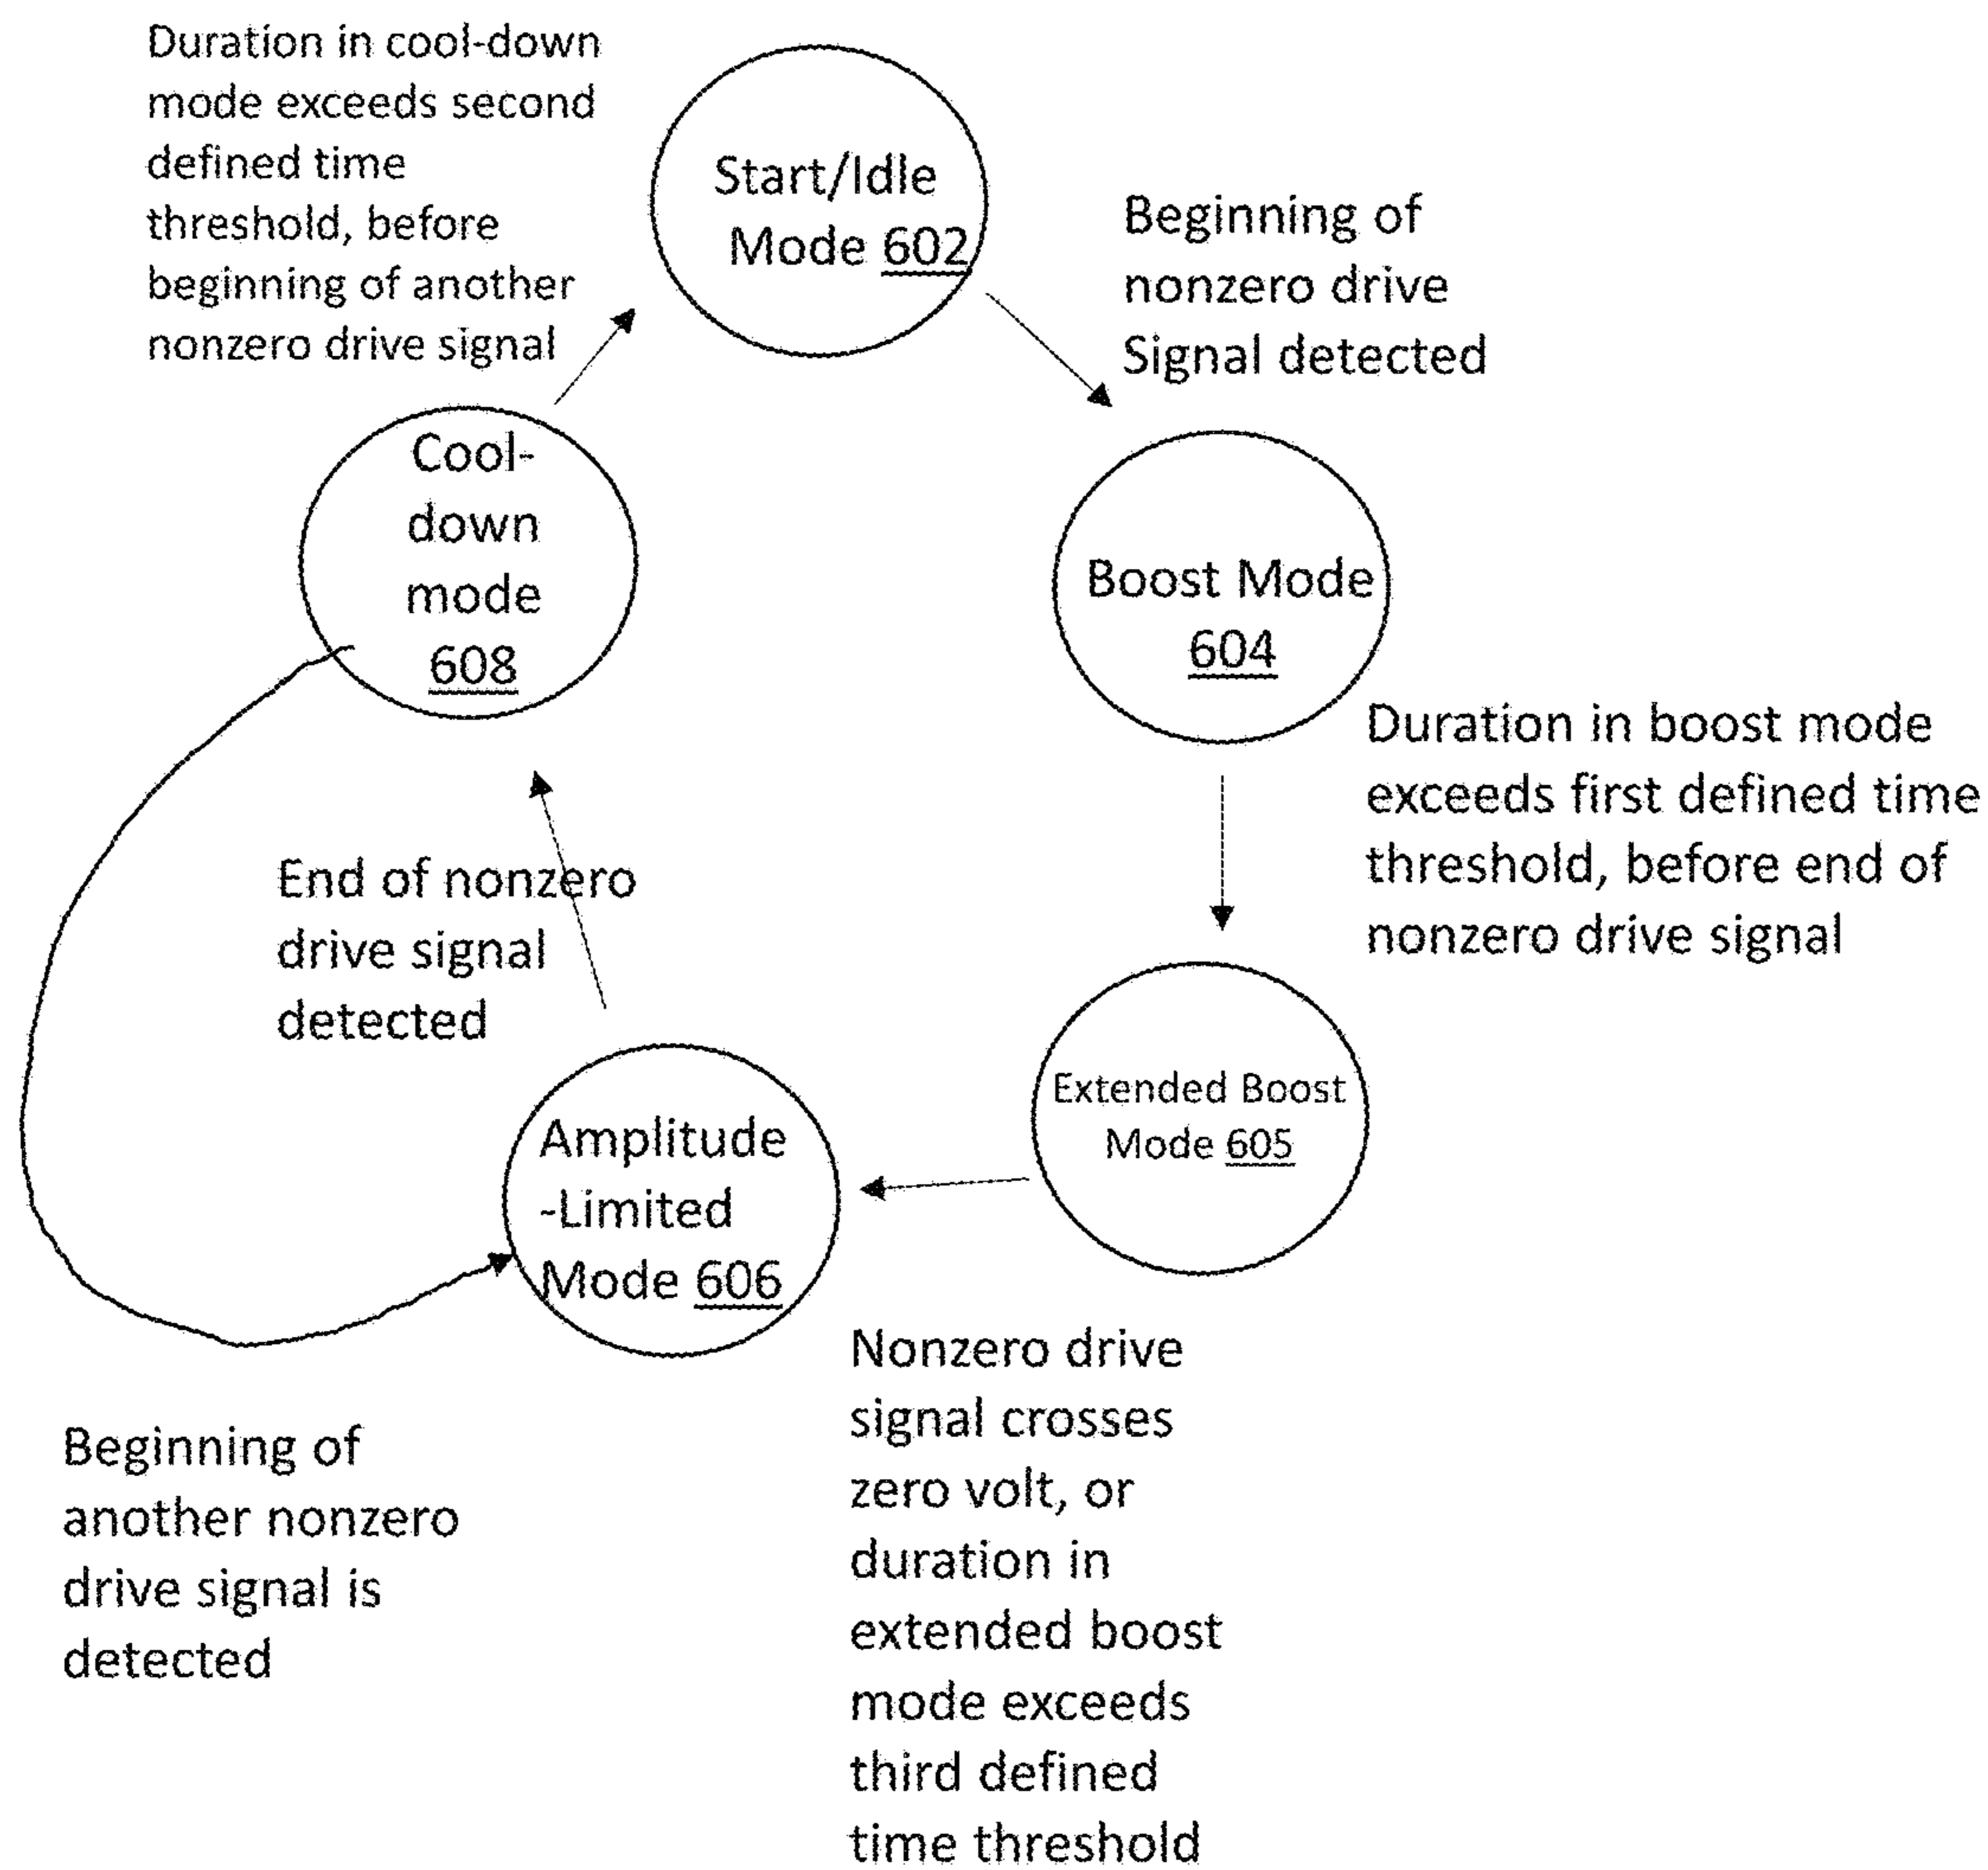 Duration in cool-down
mode exceeds second
defined time
threshold, before
beginning of another
nonzero drive signal
Start/Idle
Mode 602
Beginning of
nonzero drive
Signal detected
Cool-
down
mode
608
Boost Mode
604
Duration in boost mode
exceeds first defined time
threshold, before end of
nonzero drive signal
End of nonzero
drive signal
detected
Extended Boost
Mode 605
Amplitude
-Limited
Mode 606
Nonzero drive
signal crosses
zero volt, or
duration in
extended boost
mode exceeds
third defined
time threshold
Beginning of
another nonzero
drive signal is
detected